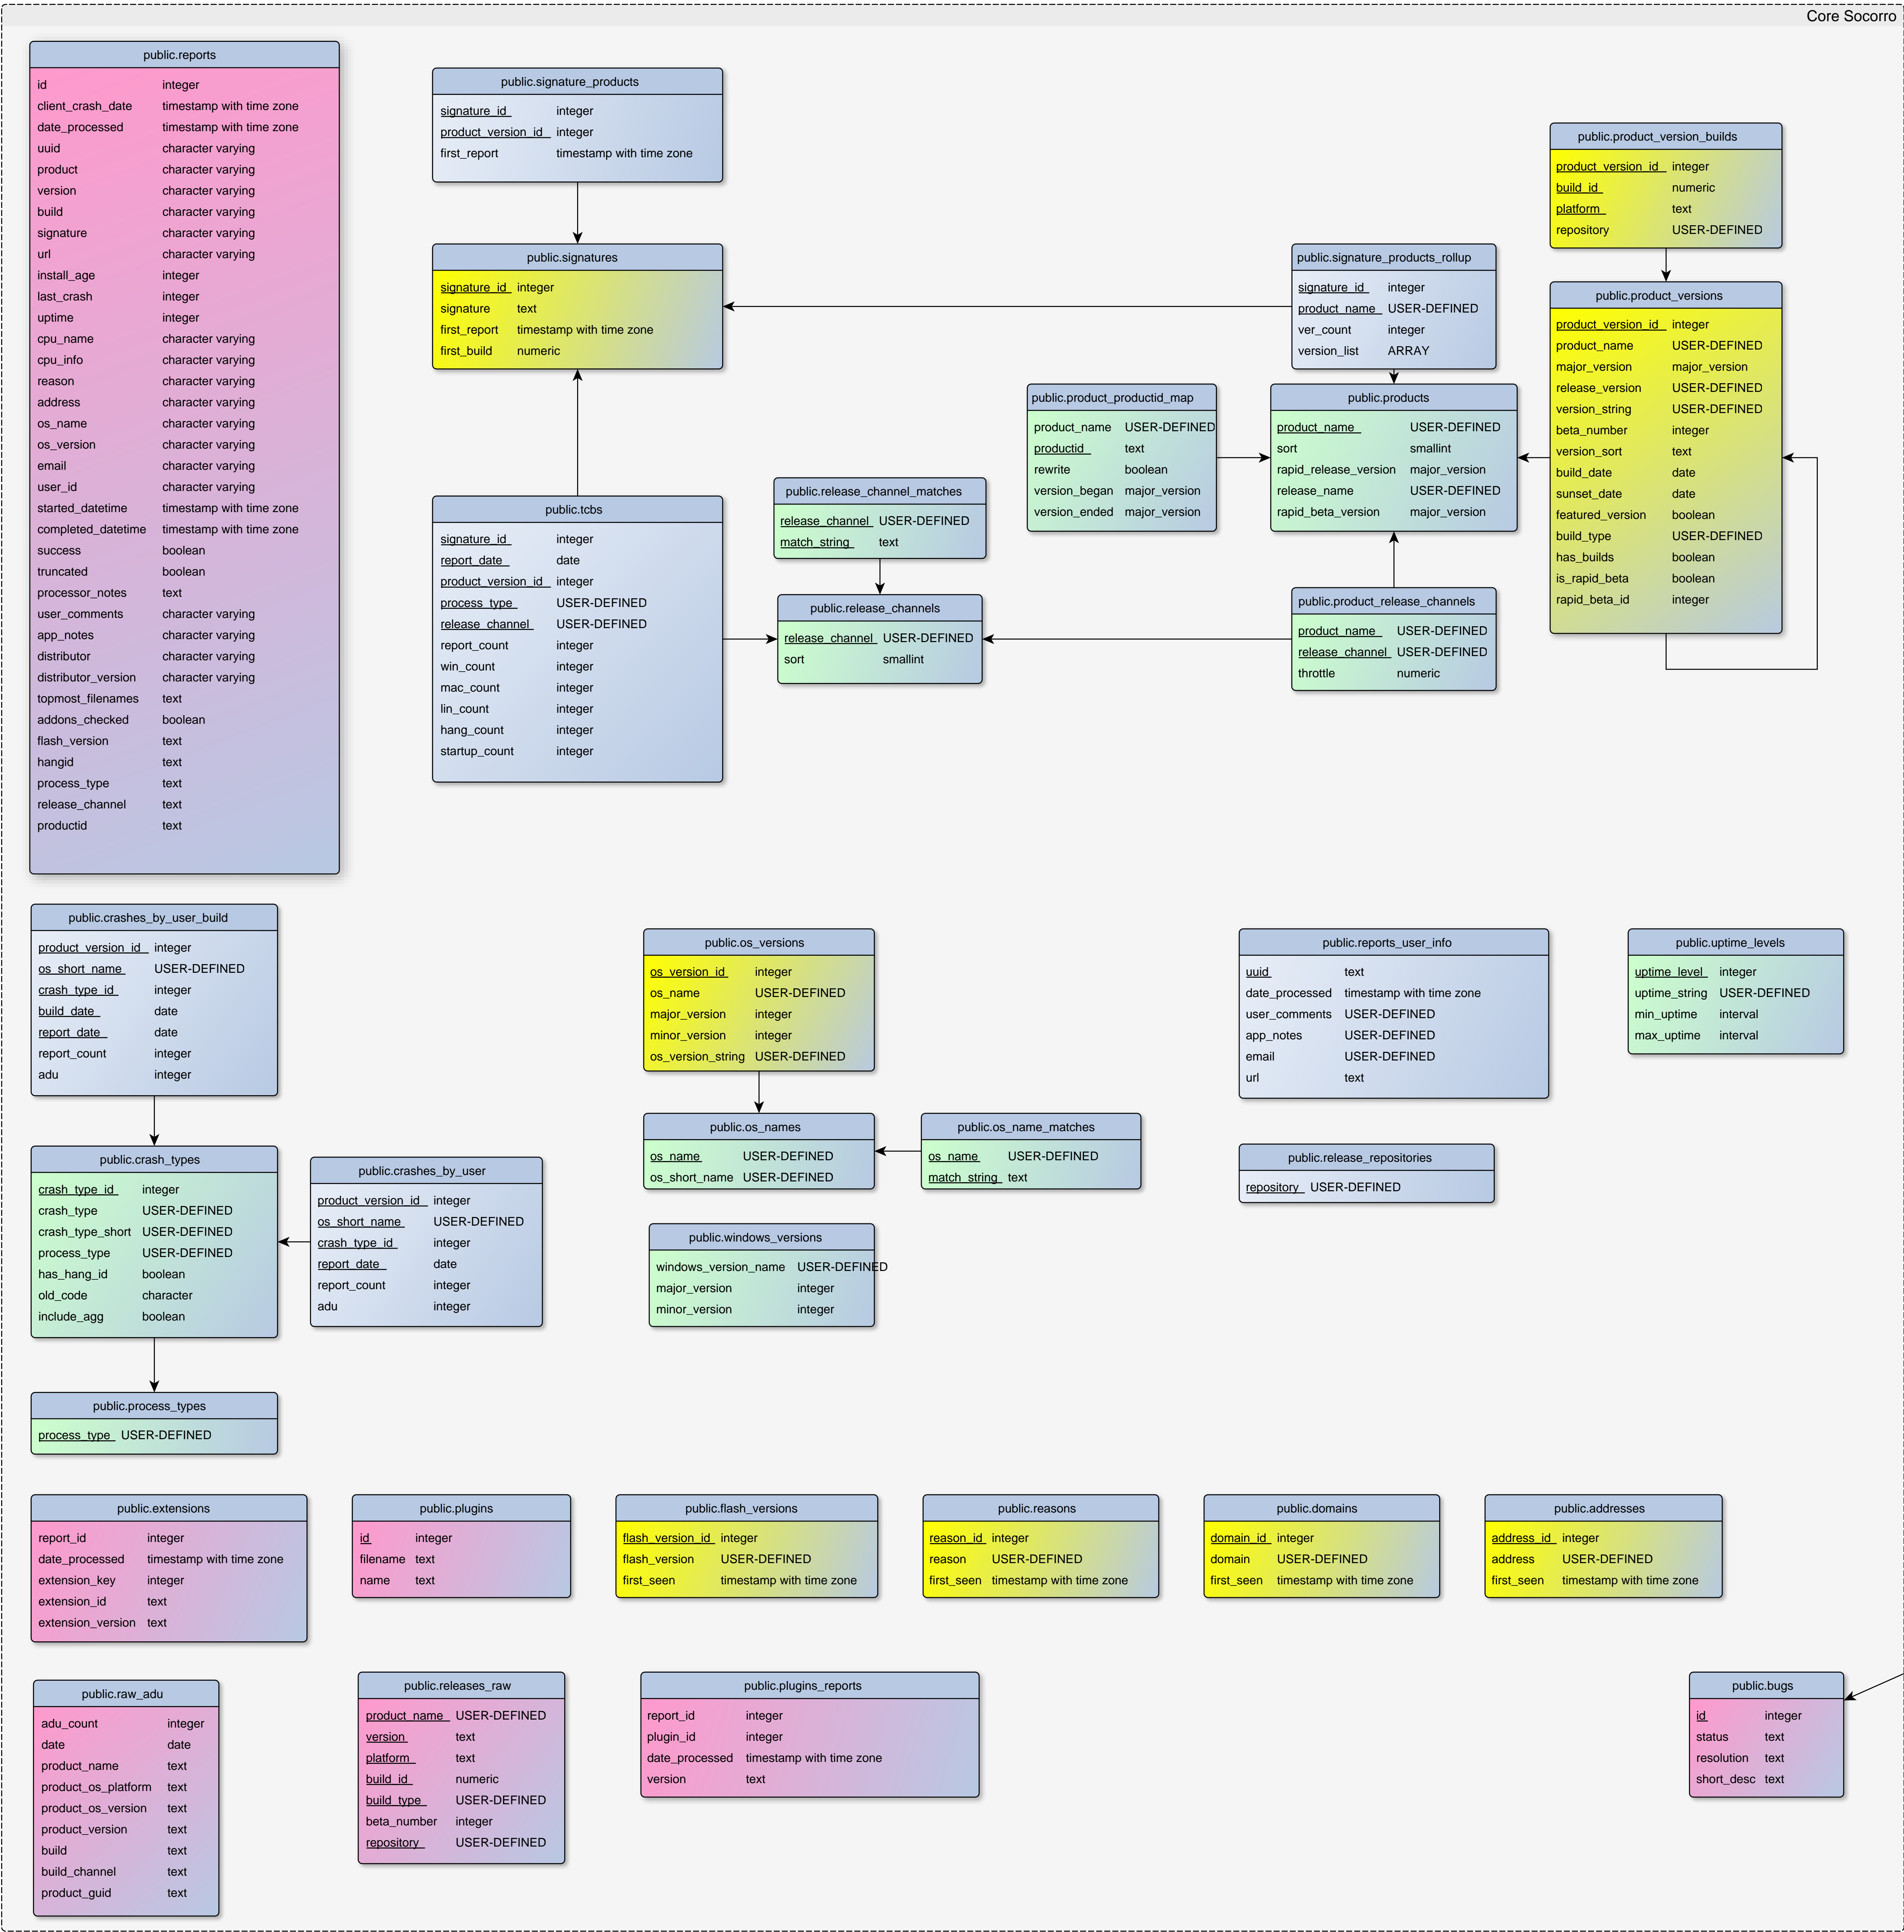 Core Socorro
public.reports
id integer
client_crash_date timestamp with time zone
date_processed timestamp with time zone
uuid character varying
product character varying
version character varying
build character varying
signature character varying
url character varying
install_age integer
last_crash integer
uptime integer
cpu_name character varying
cpu_info character varying
reason character varying
address character varying
os_name character varying
os_version character varying
email character varying
user_id character varying
started_datetime timestamp with time zone
completed_datetime timestamp with time zone
success boolean
truncated boolean
processor_notes text
user_comments character varying
app_notes character varying
distributor character varying
distributor_version character varying
topmost_filenames text
addons_checked boolean
flash_version text
hangid text
process_type text
release_channel text
productid text
public.signature_products
signature_id integer
product_version_id integer
first_report timestamp with time zone
public.signatures
signature_id integer
signature text
first_report timestamp with time zone
first_build numeric
public.tcbs
signature_id integer
report_date date
product_version_id integer
process_type USER-DEFINED
release_channel USER-DEFINED
report_count integer
win_count integer
mac_count integer
lin_count integer
hang_count integer
startup_count integer
public.release_channel_matches
release_channel USER-DEFINED
match_string text
public.release_channels
release_channel USER-DEFINED
sort smallint
public.product_productid_map
product_name USER-DEFINED
productid text
rewrite boolean
version_began major_version
version_ended major_version
public.signature_products_rollup
signature_id integer
product_name USER-DEFINED
ver_count integer
version_list ARRAY
public.products
product_name USER-DEFINED
sort smallint
rapid_release_version major_version
release_name USER-DEFINED
rapid_beta_version major_version
public.product_release_channels
product_name USER-DEFINED
release_channel USER-DEFINED
throttle numeric
public.product_version_builds
product_version_id integer
build_id numeric
platform text
repository USER-DEFINED
public.product_versions
product_version_id integer
product_name USER-DEFINED
major_version major_version
release_version USER-DEFINED
version_string USER-DEFINED
beta_number integer
version_sort text
build_date date
sunset_date date
featured_version boolean
build_type USER-DEFINED
has_builds boolean
is_rapid_beta boolean
rapid_beta_id integer
public.crashes_by_user_build
product_version_id integer
os_short_name USER-DEFINED
crash_type_id integer
build_date date
report_date date
report_count integer
adu integer
public.crash_types
crash_type_id integer
crash_type USER-DEFINED
crash_type_short USER-DEFINED
process_type USER-DEFINED
has_hang_id boolean
old_code character
include_agg boolean
public.crashes_by_user
product_version_id integer
os_short_name USER-DEFINED
crash_type_id integer
report_date date
report_count integer
adu integer
public.process_types
process_type USER-DEFINED
public.os_versions
os_version_id integer
os_name USER-DEFINED
major_version integer
minor_version integer
os_version_string USER-DEFINED
public.os_names
os_name USER-DEFINED
os_short_name USER-DEFINED
public.os_name_matches
os_name USER-DEFINED
match_string text
public.windows_versions
windows_version_name USER-DEFINED
major_version integer
minor_version integer
public.reports_user_info
uuid text
date_processed timestamp with time zone
user_comments USER-DEFINED
app_notes USER-DEFINED
email USER-DEFINED
url text
public.release_repositories
repository USER-DEFINED
public.uptime_levels
uptime_level integer
uptime_string USER-DEFINED
min_uptime interval
max_uptime interval
public.extensions
report_id integer
date_processed timestamp with time zone
extension_key integer
extension_id text
extension_version text
public.plugins
id integer
filename text
name text
public.flash_versions
flash_version_id integer
flash_version USER-DEFINED
first_seen timestamp with time zone
public.reasons
reason_id integer
reason USER-DEFINED
first_seen timestamp with time zone
public.domains
domain_id integer
domain USER-DEFINED
first_seen timestamp with time zone
public.addresses
address_id integer
address USER-DEFINED
first_seen timestamp with time zone
public.raw_adu
adu_count integer
date date
product_name text
product_os_platform text
product_os_version text
product_version text
build text
build_channel text
product_guid text
public.releases_raw
product_name USER-DEFINED
version text
platform text
build_id numeric
build_type USER-DEFINED
beta_number integer
repository USER-DEFINED
public.plugins_reports
report_id integer
plugin_id integer
date_processed timestamp with time zone
version text
public.bugs
id integer
status text
resolution text
short_desc text